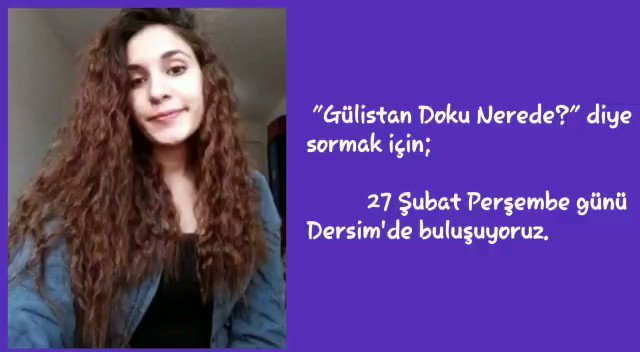 "Gülistan Doku Nerede?" diye
sormak için;
27 Şubat Perşembe günü
Dersim'de buluşuyoruz.